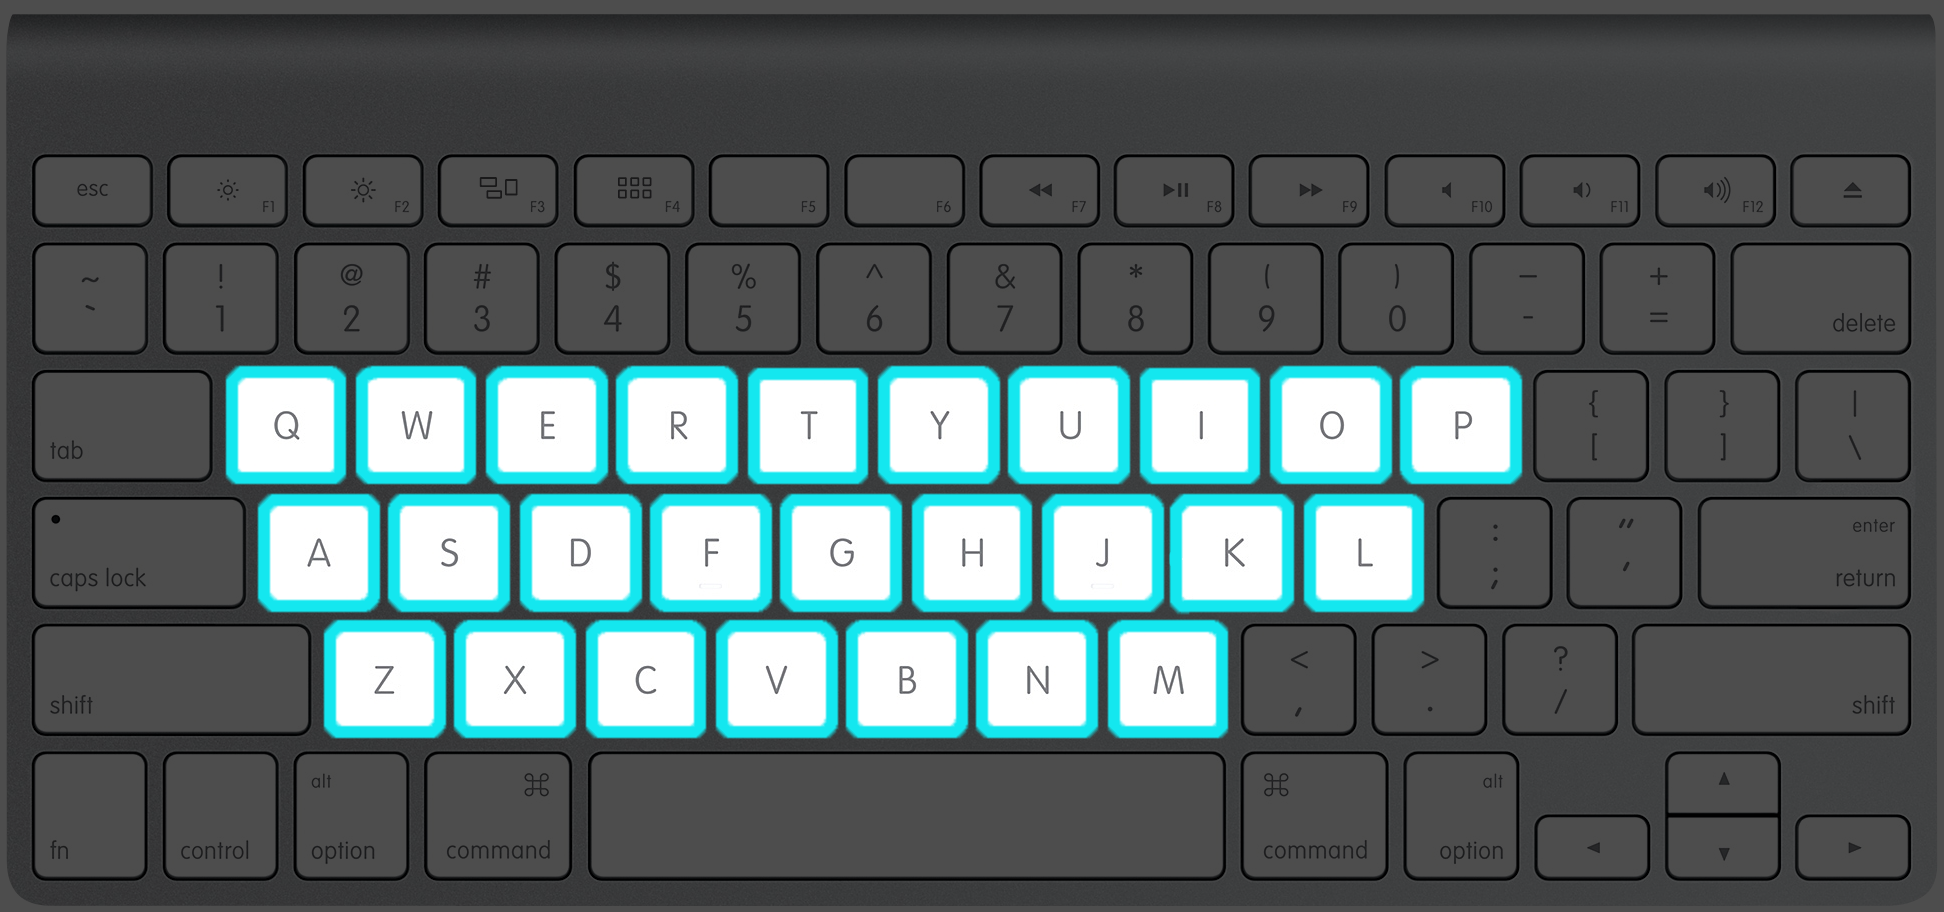 esc F1 F2 F3 F4 F5 F6 F7 F8 F9 F10 F11 F12
~ ! @ # $ % ^ & * ( ) — +
` 1 2 3 4 5 6 7 8 9 0 - = delete
tab Q W E R T Y U I O P { } |
[ ] \
caps lock A S D F G H J K L : " enter
; ' return
shift Z X C V B N M < > ? shift
, . /
alt ⌘ ⌘ alt
fn control option command command option